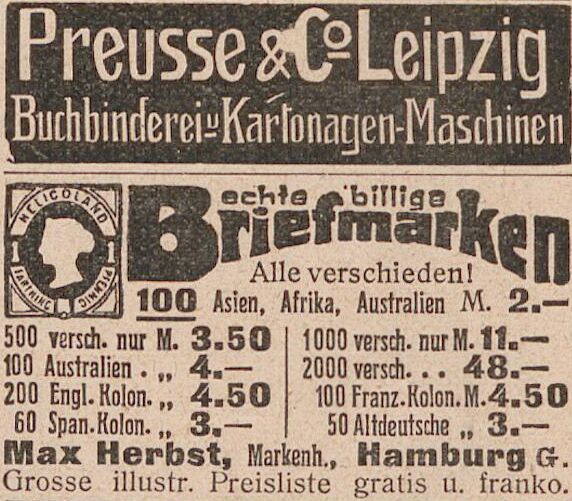 Preusse & Co Leipzig
Buchbinderei u Kartonagen-Maschinen
HELIGOLAND
1 FARTHING 1 PFENNIG
echte billige
Briefmarken
Alle verschieden!
100 Asien, Afrika, Australien M. 2.—
500 versch. nur M. 3.50
100 Australien . „ 4.—
200 Engl.-Kolon. „ 4.50
60 Span.-Kolon. „ 3.—
1000 versch. nur M. 11.—
2000 versch. . . 48.—
100 Franz.-Kolon. M. 4.50
50 Altdeutsche „ 3.—
Max Herbst, Markenh., Hamburg G.
Grosse illustr. Preisliste gratis u. franko.